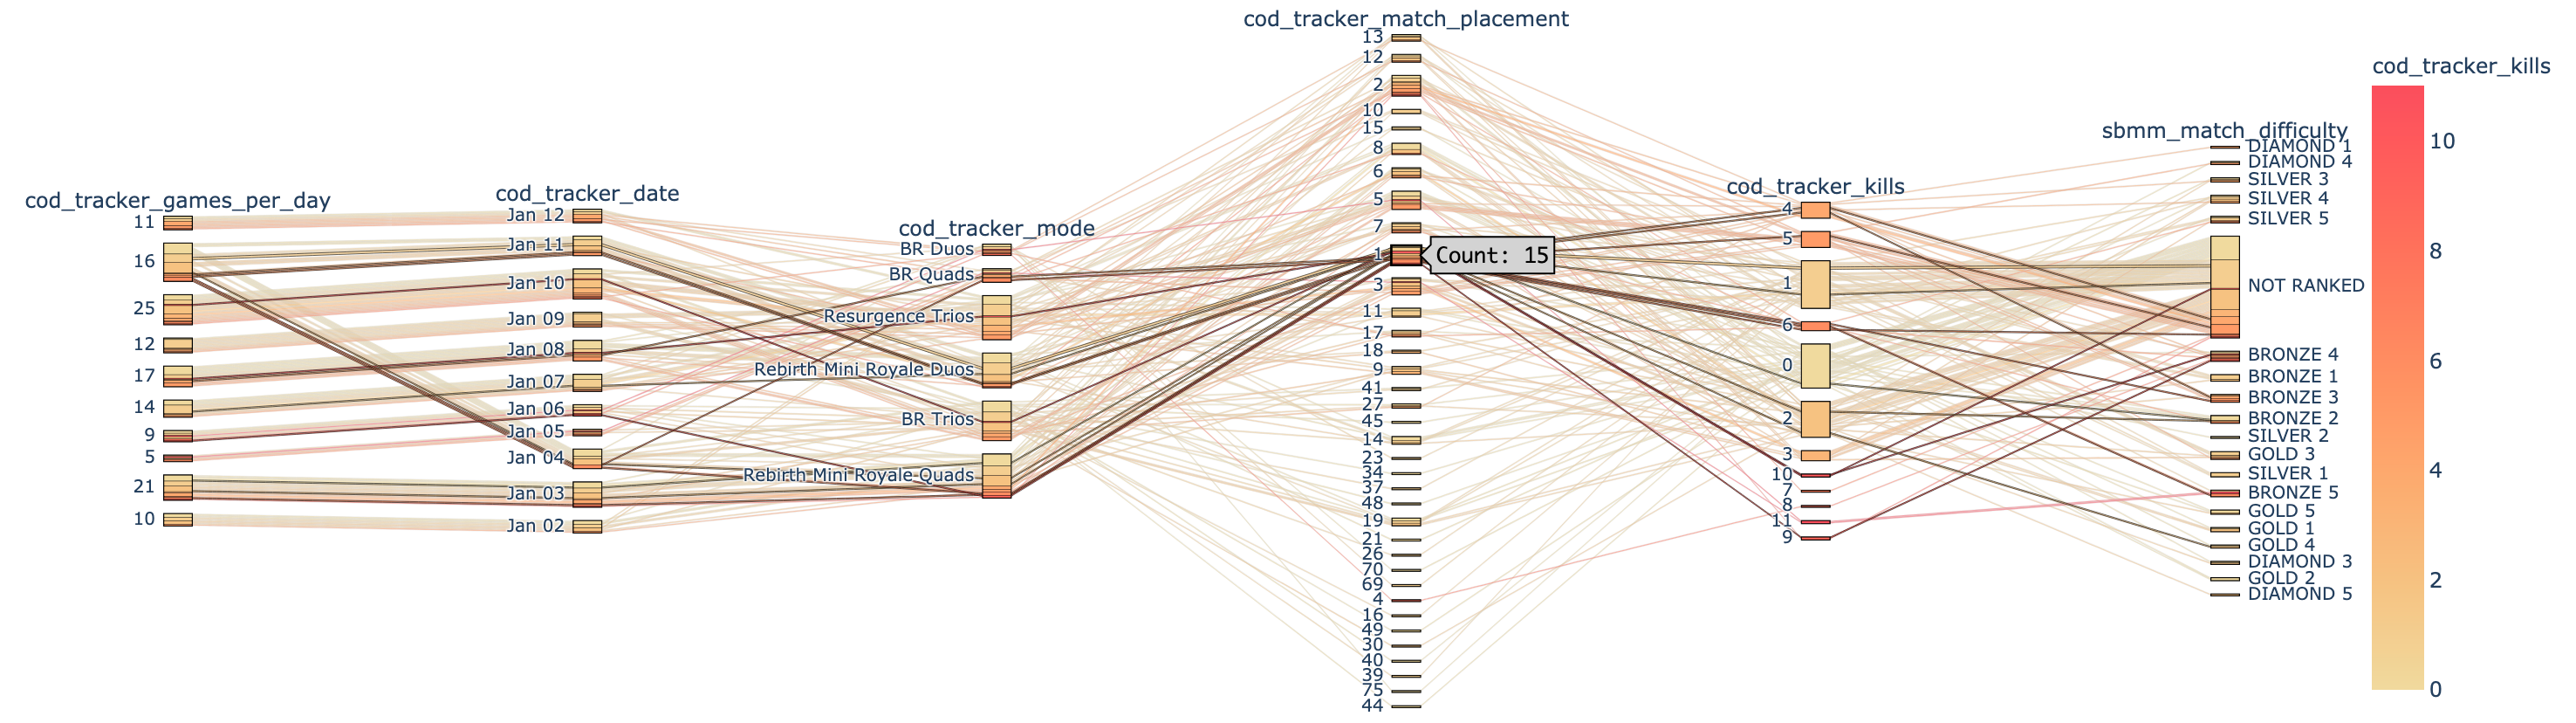 cod_tracker_games_per_day
11
16
25
12
17
14
9
5
21
10
cod_tracker_date
Jan 12
Jan 11
Jan 10
Jan 09
Jan 08
Jan 07
Jan 06
Jan 05
Jan 04
Jan 03
Jan 02
cod_tracker_mode
BR Duos
BR Quads
Resurgence Trios
Rebirth Mini Royale Duos
BR Trios
Rebirth Mini Royale Quads
cod_tracker_match_placement
13
12
2
10
15
8
6
5
7
1
Count: 15
3
11
17
18
9
41
27
45
14
23
34
37
48
19
21
26
70
69
4
16
49
30
40
39
75
44
cod_tracker_kills
4
5
1
6
0
2
3
10
7
8
11
9
sbmm_match_difficulty
DIAMOND 1
DIAMOND 4
SILVER 3
SILVER 4
SILVER 5
NOT RANKED
BRONZE 4
BRONZE 1
BRONZE 3
BRONZE 2
SILVER 2
GOLD 3
SILVER 1
BRONZE 5
GOLD 5
GOLD 1
GOLD 4
DIAMOND 3
GOLD 2
DIAMOND 5
cod_tracker_kills
10
8
6
4
2
0